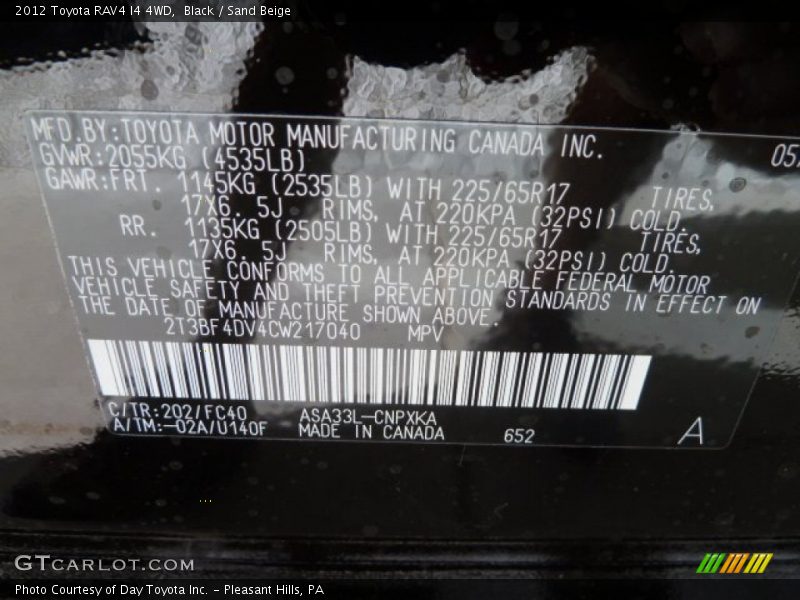 2012 Toyota RAV4 I4 4WD, Black / Sand Beige
MFD.BY:TOYOTA MOTOR MANUFACTURING CANADA INC.
GVWR:2055KG (4535LB) 05
GAWR:FRT. 1145KG (2535LB) WITH 225/65R17 TIRES,
17X6.5J RIMS, AT 220KPA (32PSI) COLD.
RR. 1135KG (2505LB) WITH 225/65R17 TIRES,
17X6.5J RIMS, AT 220KPA (32PSI) COLD.
THIS VEHICLE CONFORMS TO ALL APPLICABLE FEDERAL MOTOR
VEHICLE SAFETY AND THEFT PREVENTION STANDARDS IN EFFECT ON
THE DATE OF MANUFACTURE SHOWN ABOVE.
2T3BF4DV4CW217040 MPV
C/TR:202/FC40 ASA33L-CNPXKA
A/TM:-02A/U140F MADE IN CANADA 652 A
GTCARLOT.COM
Photo Courtesy of Day Toyota Inc. - Pleasant Hills, PA